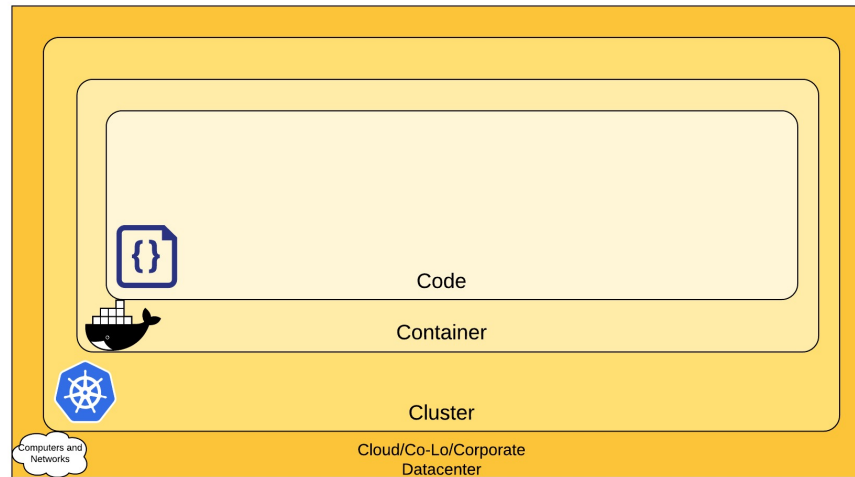 { }
Code
Container
Cluster
Computers and
Networks
Cloud/Co-Lo/Corporate
Datacenter